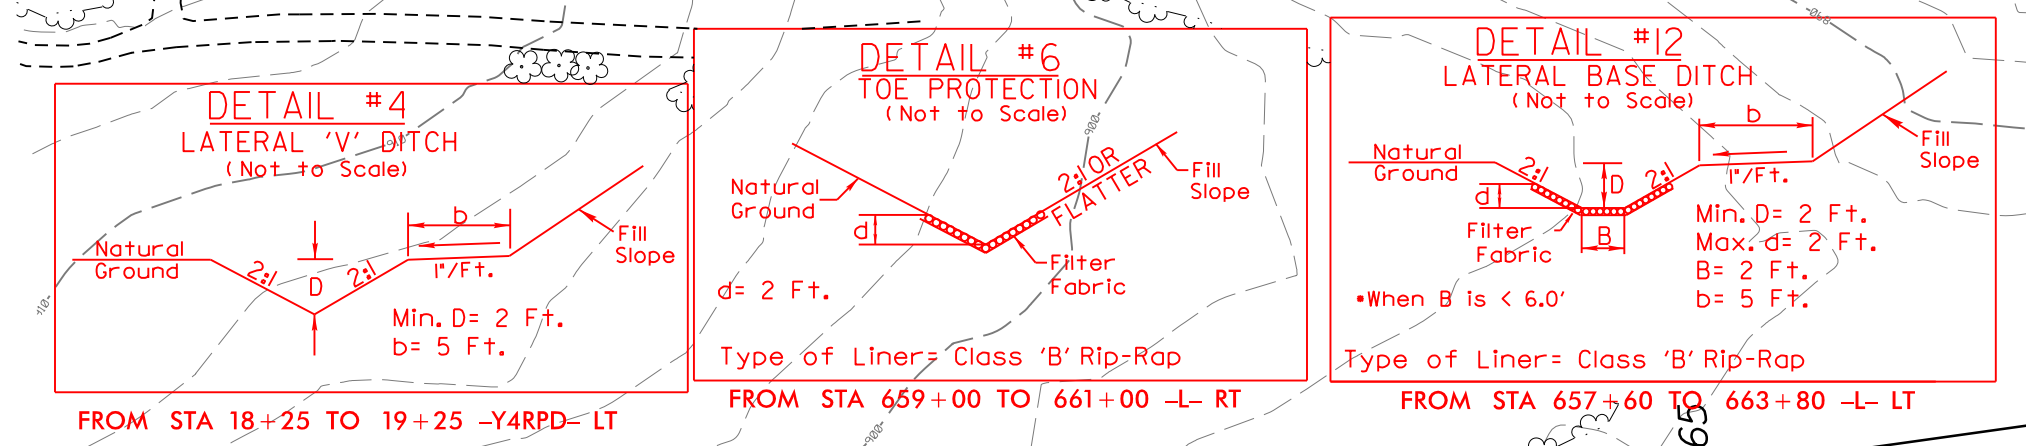 DETAIL #4
LATERAL 'V' DITCH
(Not to Scale)
Natural
Ground
2:1
D
2:1
b
1"/Ft.
Fill
Slope
Min. D= 2 Ft.
b= 5 Ft.
FROM STA 18+25 TO 19+25 -Y4RPD- LT
910
DETAIL #6
TOE PROTECTION
(Not to Scale)
Natural
Ground
d
2:1 OR
FLATTER
Fill
Slope
Filter
Fabric
d= 2 Ft.
Type of Liner= Class 'B' Rip-Rap
FROM STA 659+00 TO 661+00 -L- RT
-900-
-900-
DETAIL #12
LATERAL BASE DITCH
(Not to Scale)
Natural
Ground
2:1
D
2:1
b
1"/Ft.
Fill
Slope
d
Filter
Fabric
B
Min. D= 2 Ft.
Max. d= 2 Ft.
B= 2 Ft.
b= 5 Ft.
*When B is < 6.0'
Type of Liner= Class 'B' Rip-Rap
FROM STA 657+60 TO 663+80 -L- LT
-890-
65